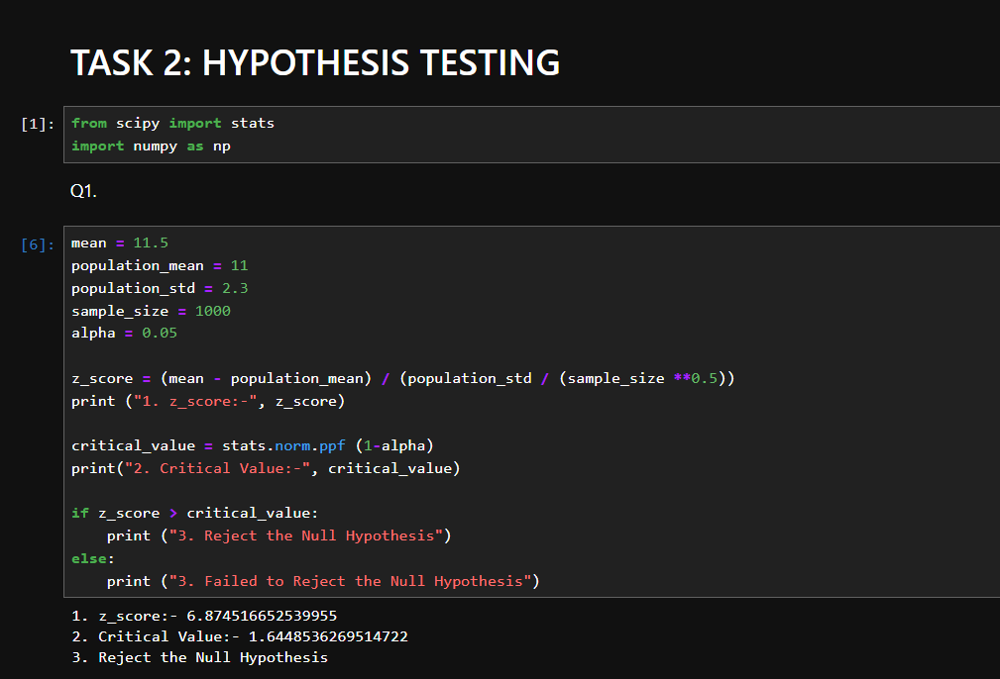 TASK 2: HYPOTHESIS TESTING
[1]: from scipy import stats
import numpy as np
Q1.
[6]: mean = 11.5
population_mean = 11
population_std = 2.3
sample_size = 1000
alpha = 0.05
z_score = (mean - population_mean) / (population_std / (sample_size **0.5))
print ("1. z_score:-", z_score)
critical_value = stats.norm.ppf (1-alpha)
print("2. Critical Value:-", critical_value)
if z_score > critical_value:
    print ("3. Reject the Null Hypothesis")
else:
    print ("3. Failed to Reject the Null Hypothesis")
1. z_score:- 6.874516652539955
2. Critical Value:- 1.6448536269514722
3. Reject the Null Hypothesis